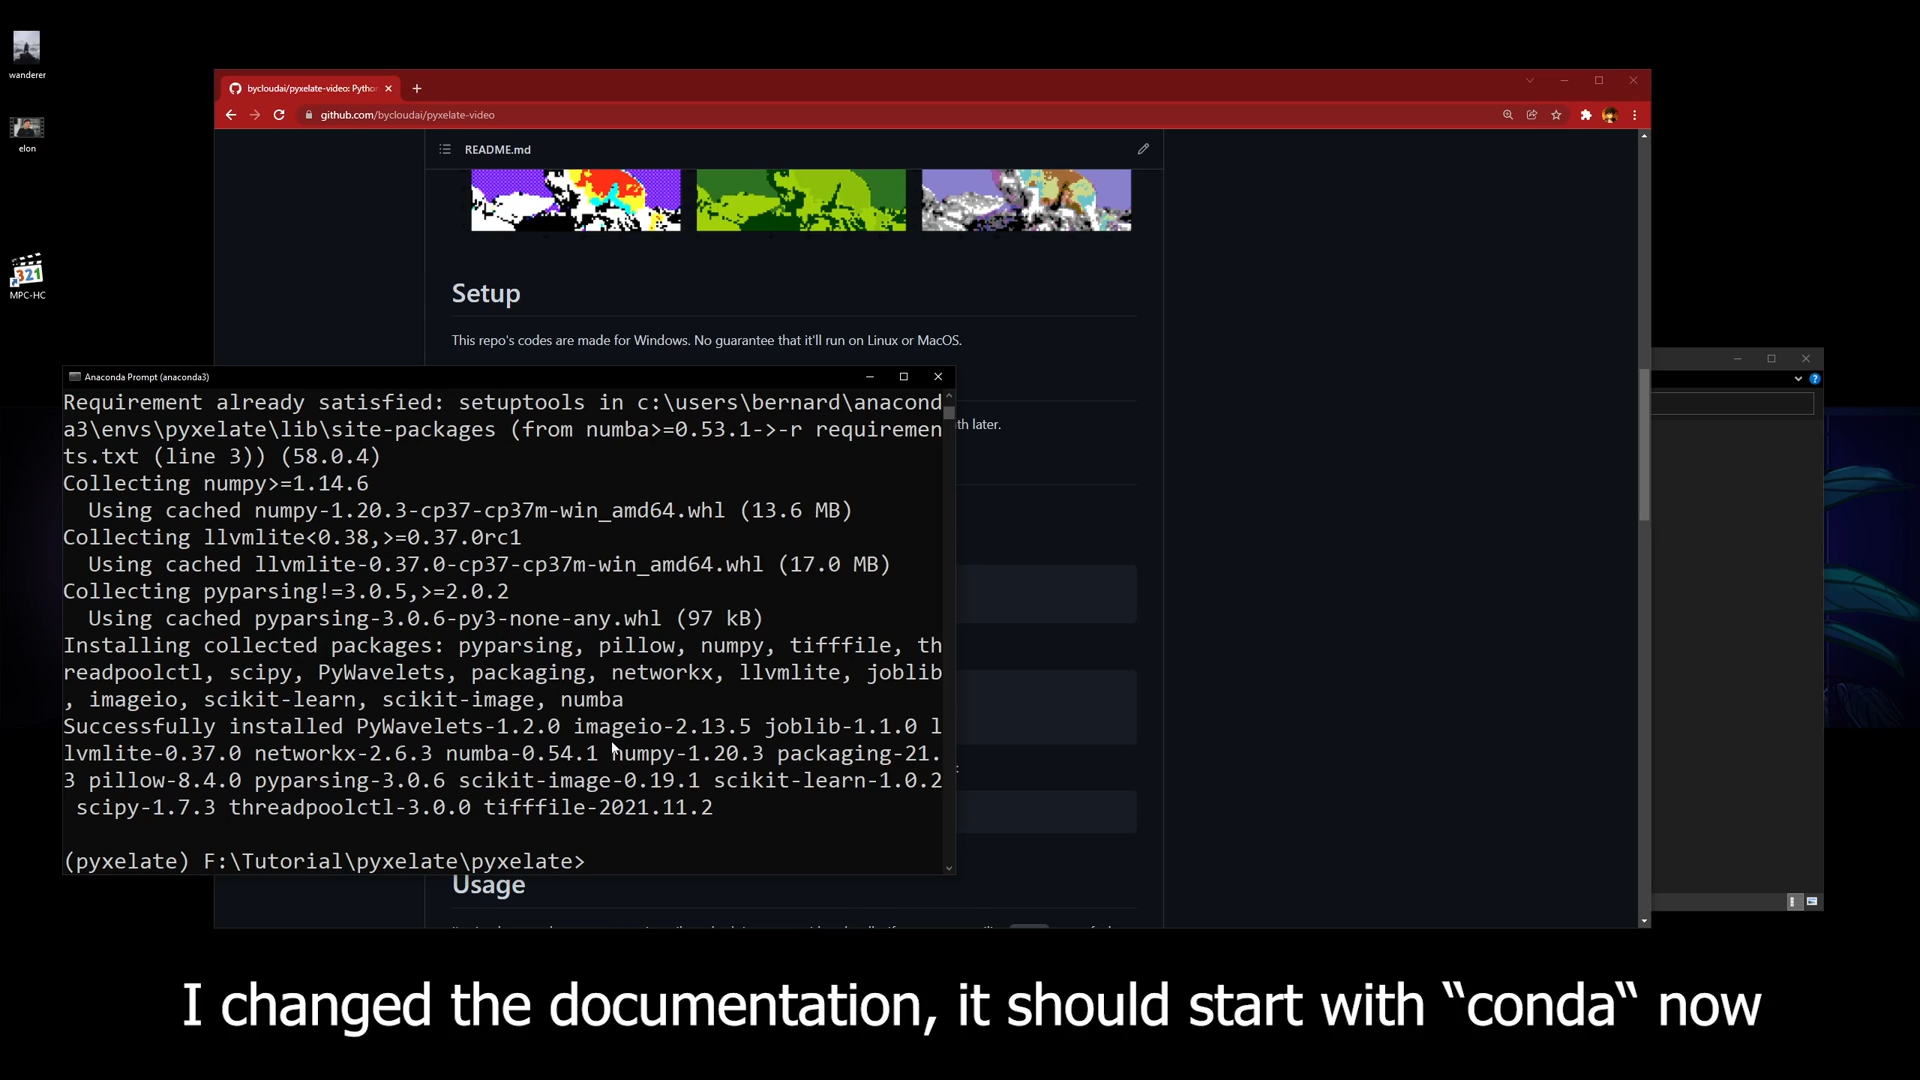 wanderer
elon
MPC-HC
bycloudai/pyxelate-video: Pytho
github.com/bycloudai/pyxelate-video
README.md
Setup
This repo's codes are made for Windows. No guarantee that it'll run on Linux or MacOS.
th later.
:
Anaconda Prompt (anaconda3)
Requirement already satisfied: setuptools in c:\users\bernard\anacond
a3\envs\pyxelate\lib\site-packages (from numba>=0.53.1->-r requiremen
ts.txt (line 3)) (58.0.4)
Collecting numpy>=1.14.6
  Using cached numpy-1.20.3-cp37-cp37m-win_amd64.whl (13.6 MB)
Collecting llvmlite<0.38,>=0.37.0rc1
  Using cached llvmlite-0.37.0-cp37-cp37m-win_amd64.whl (17.0 MB)
Collecting pyparsing!=3.0.5,>=2.0.2
  Using cached pyparsing-3.0.6-py3-none-any.whl (97 kB)
Installing collected packages: pyparsing, pillow, numpy, tifffile, th
readpoolctl, scipy, PyWavelets, packaging, networkx, llvmlite, joblib
, imageio, scikit-learn, scikit-image, numba
Successfully installed PyWavelets-1.2.0 imageio-2.13.5 joblib-1.1.0 l
lvmlite-0.37.0 networkx-2.6.3 numba-0.54.1 numpy-1.20.3 packaging-21.
3 pillow-8.4.0 pyparsing-3.0.6 scikit-image-0.19.1 scikit-learn-1.0.2
 scipy-1.7.3 threadpoolctl-3.0.0 tifffile-2021.11.2
(pyxelate) F:\Tutorial\pyxelate\pyxelate>
Usage
I changed the documentation, it should start with “conda“ now